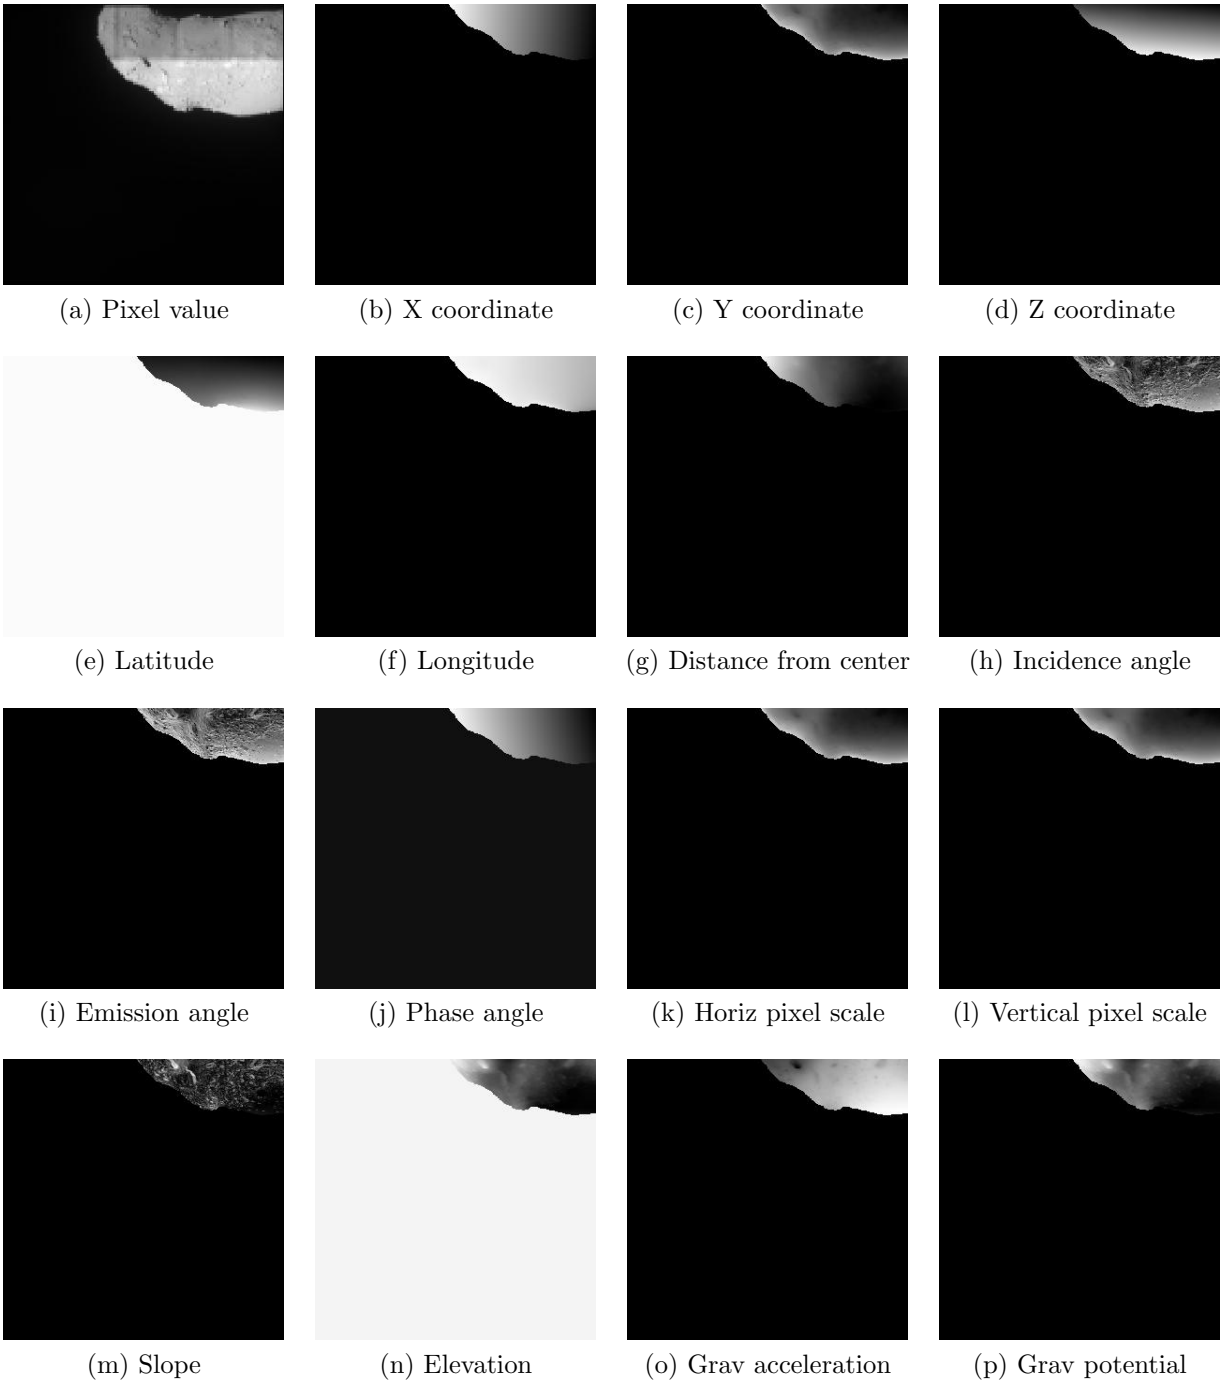 (a) Pixel value
(b) X coordinate
(c) Y coordinate
(d) Z coordinate
(e) Latitude
(f) Longitude
(g) Distance from center
(h) Incidence angle
(i) Emission angle
(j) Phase angle
(k) Horiz pixel scale
(l) Vertical pixel scale
(m) Slope
(n) Elevation
(o) Grav acceleration
(p) Grav potential